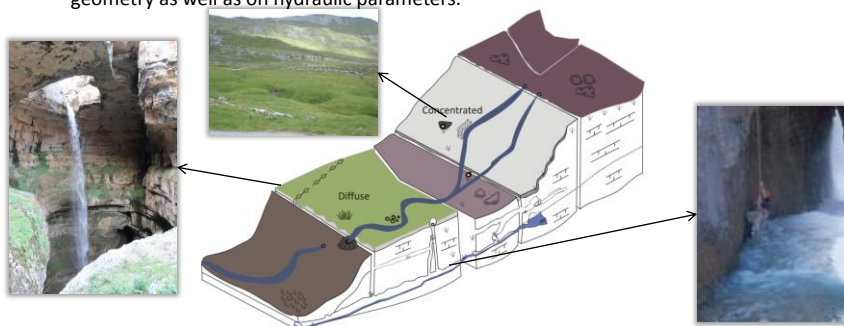 geometry as well as on hydraulic parameters.
Concentrated
Diffuse